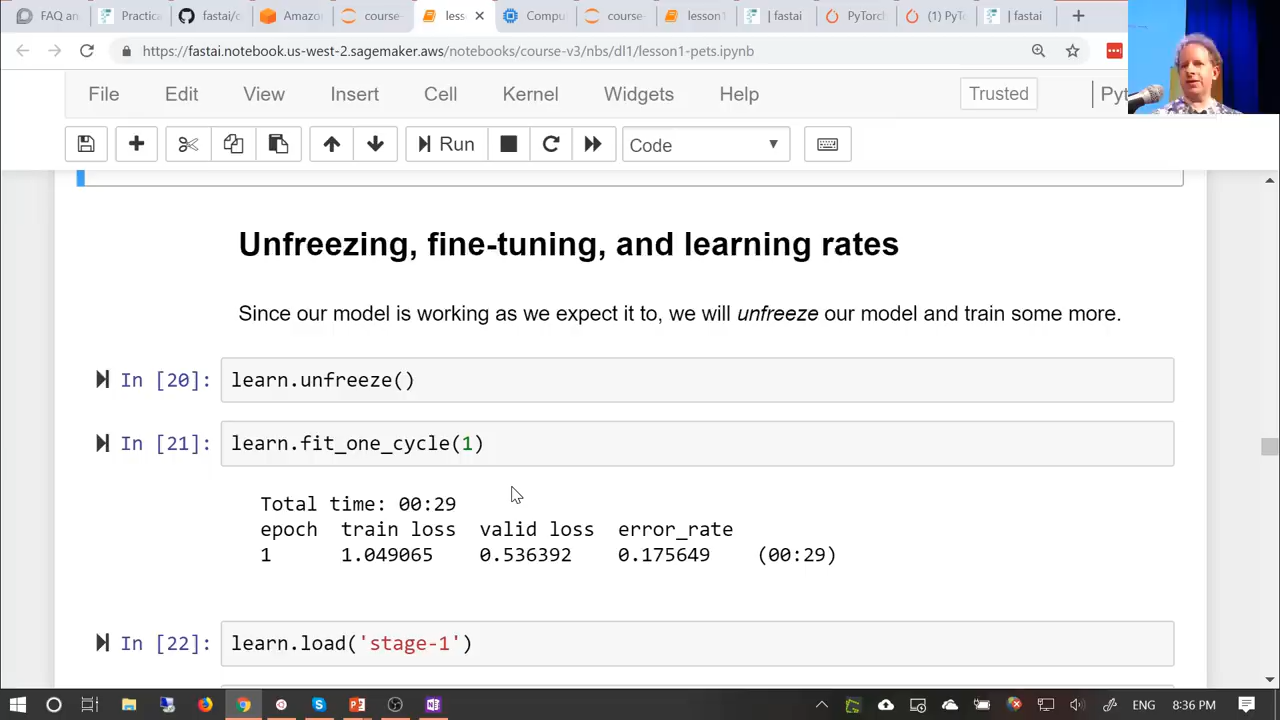 FAQ an
Practica
fastai/
Amazon
course-
less
Compu
course-
lesson1
| fastai
PyTorch
(1) PyT
| fastai
https://fastai.notebook.us-west-2.sagemaker.aws/notebooks/course-v3/nbs/dl1/lesson1-pets.ipynb
File Edit View Insert Cell Kernel Widgets Help Trusted Pyt
Run Code
Unfreezing, fine-tuning, and learning rates
Since our model is working as we expect it to, we will unfreeze our model and train some more.
In [20]: learn.unfreeze()
In [21]: learn.fit_one_cycle(1)
Total time: 00:29
epoch train loss valid loss error_rate
1 1.049065 0.536392 0.175649 (00:29)
In [22]: learn.load('stage-1')
ENG 8:36 PM